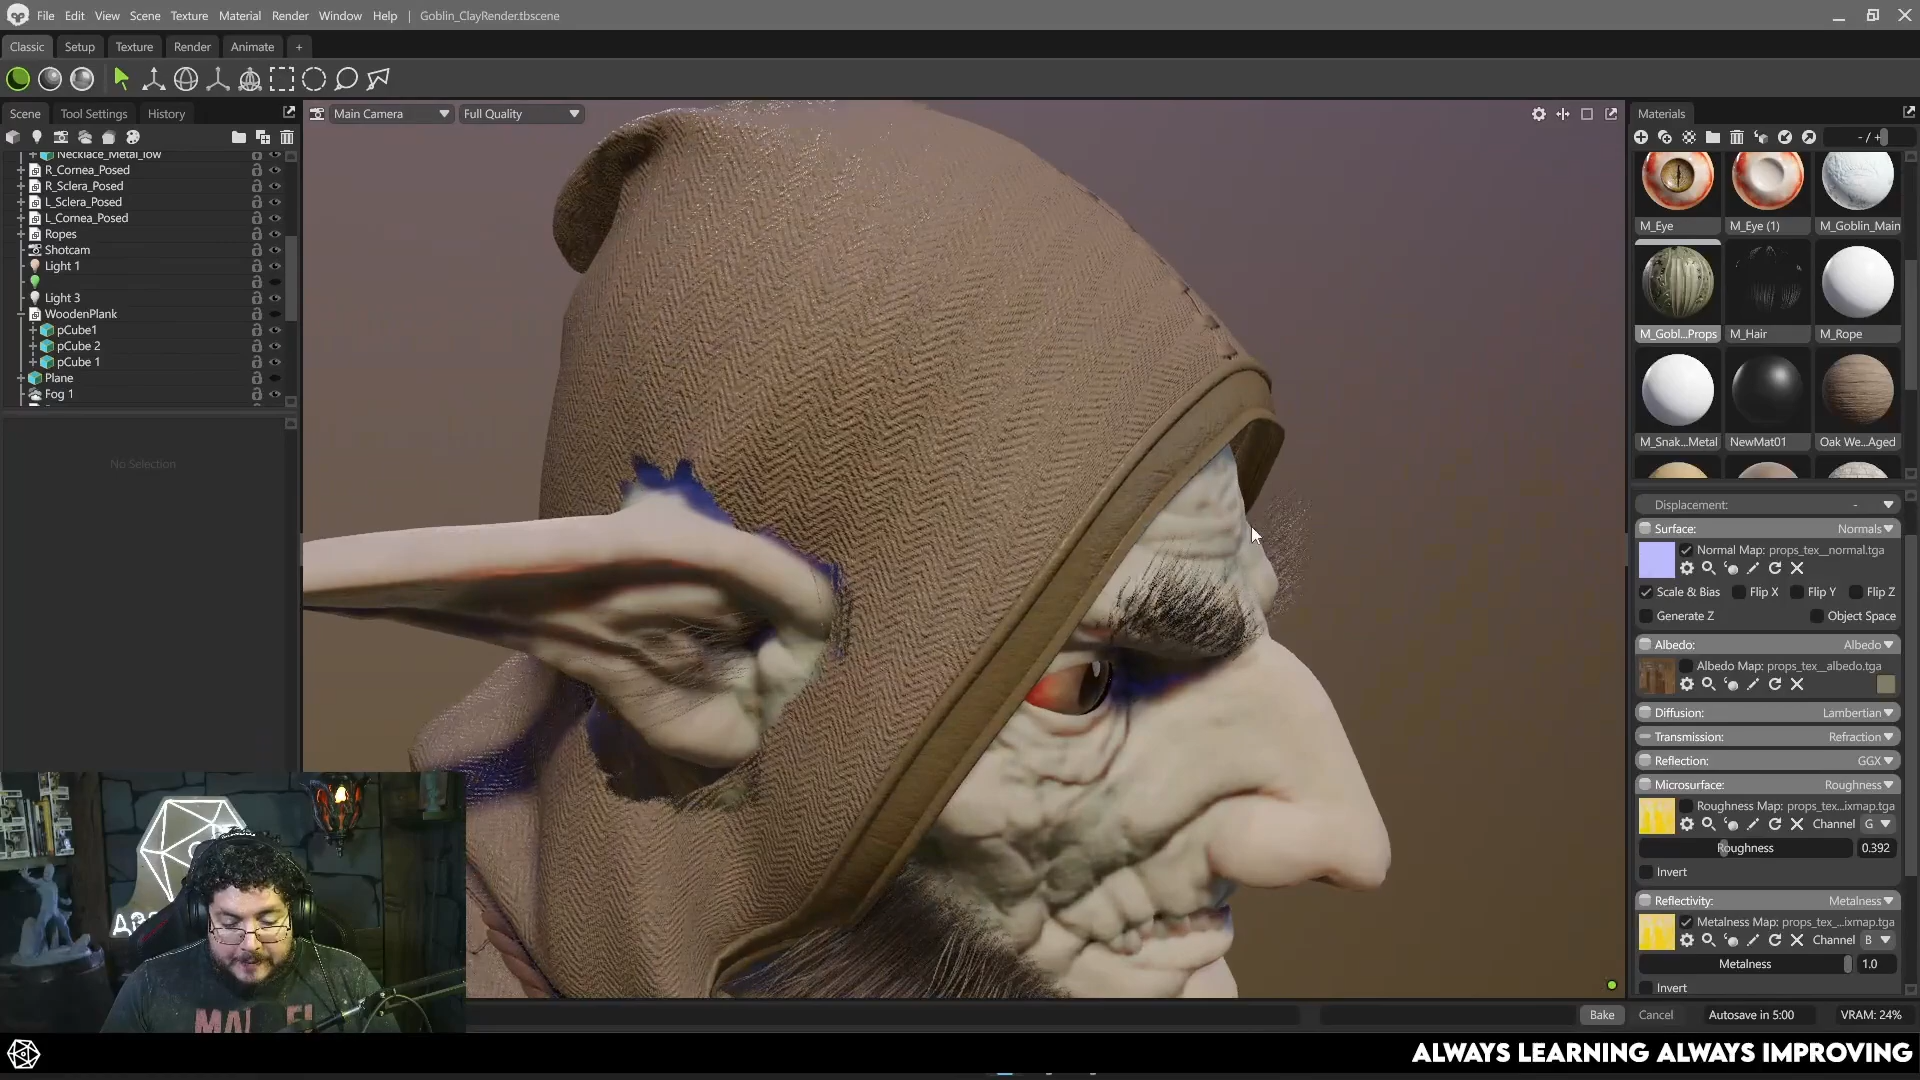 File Edit View Scene Texture Material Render Window Help | Goblin_ClayRender.tbscene
Classic Setup Texture Render Animate +
Scene Tool Settings History
Main Camera Full Quality
Materials
- / +
Necklace_Metal_low
R_Cornea_Posed
R_Sclera_Posed
L_Sclera_Posed
L_Cornea_Posed
Ropes
Shotcam
Light 1
Light 3
WoodenPlank
pCube1
pCube 2
pCube 1
Plane
Fog 1
No Selection
M_Eye M_Eye (1) M_Goblin_Main
M_Gobl...Props M_Hair M_Rope
M_Snak...Metal NewMat01 Oak We...Aged
Displacement: -
Surface: Normals
Normal Map: props_tex__normal.tga
Scale & Bias Flip X Flip Y Flip Z
Generate Z Object Space
Albedo: Albedo
Albedo Map: props_tex__albedo.tga
Diffusion: Lambertian
Transmission: Refraction
Reflection: GGX
Microsurface: Roughness
Roughness Map: props_tex...ixmap.tga
Channel G
Roughness 0.392
Invert
Reflectivity: Metalness
Metalness Map: props_tex_...ixmap.tga
Channel B
Metalness 1.0
Invert
Bake Cancel Autosave in 5:00 VRAM: 24%
ALWAYS LEARNING ALWAYS IMPROVING